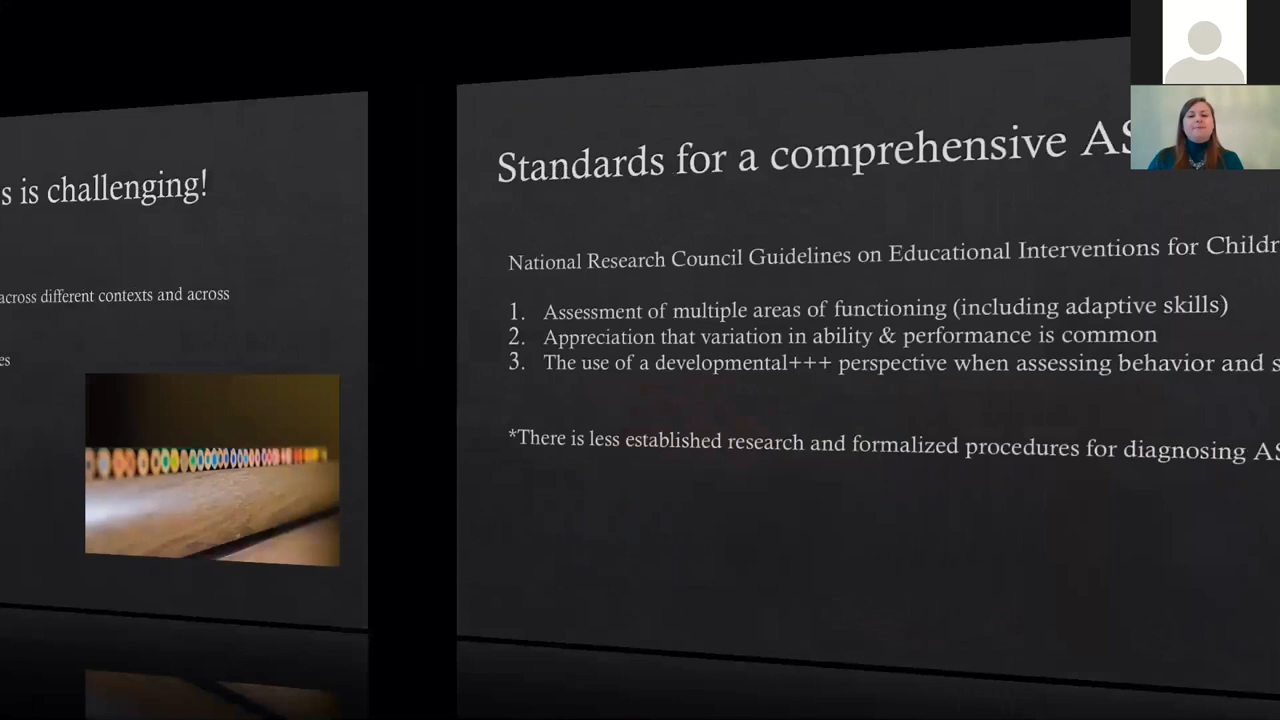 s is challenging!
across different contexts and across
es
Standards for a comprehensive AS
National Research Council Guidelines on Educational Interventions for Childr
1. Assessment of multiple areas of functioning (including adaptive skills)
2. Appreciation that variation in ability & performance is common
3. The use of a developmental+++ perspective when assessing behavior and s
*There is less established research and formalized procedures for diagnosing AS